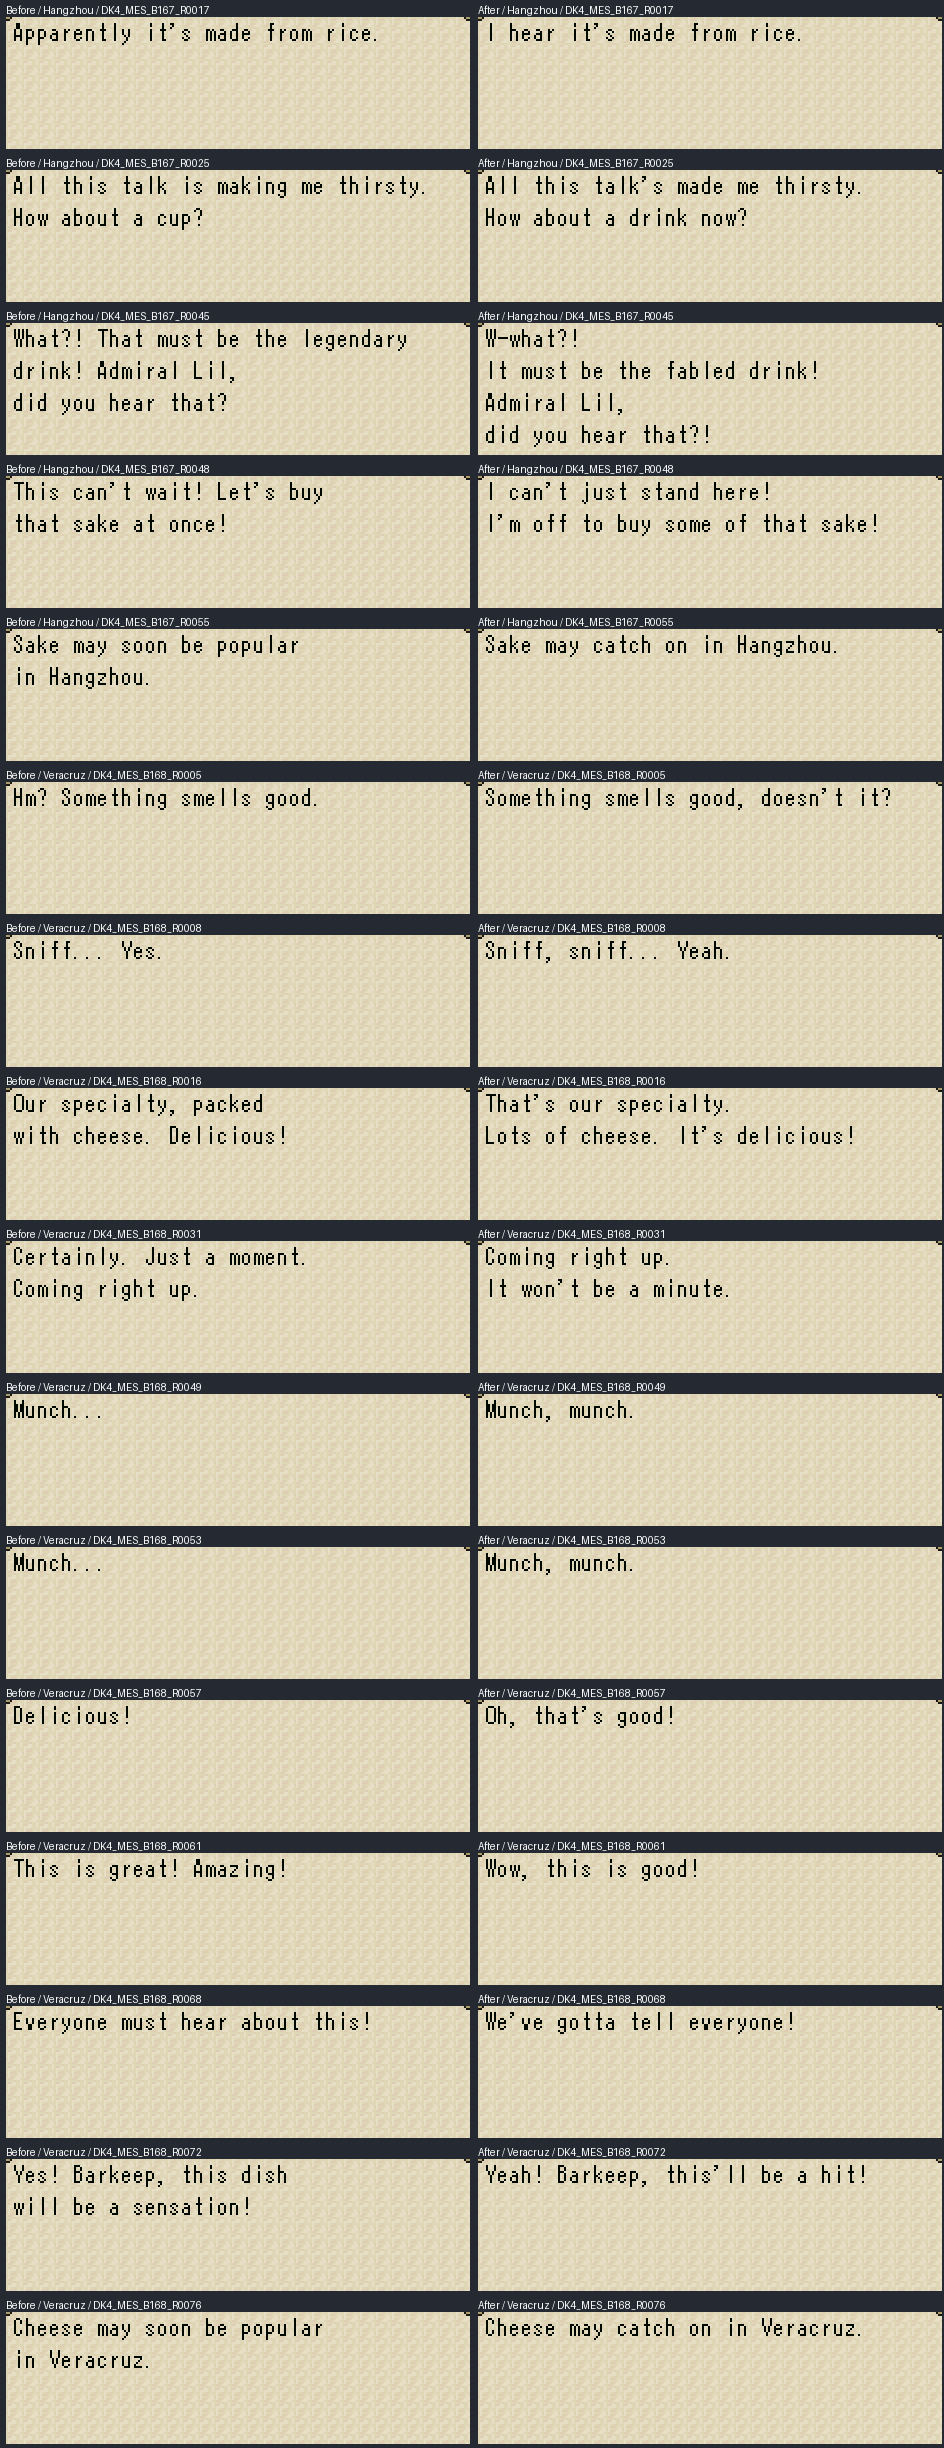 Before / Hangzhou / DK4_MES_B167_R0017
Apparently it's made from rice.
After / Hangzhou / DK4_MES_B167_R0017
I hear it's made from rice.
Before / Hangzhou / DK4_MES_B167_R0025
All this talk is making me thirsty.
How about a cup?
After / Hangzhou / DK4_MES_B167_R0025
All this talk's made me thirsty.
How about a drink now?
Before / Hangzhou / DK4_MES_B167_R0045
What?! That must be the legendary
drink! Admiral Lil,
did you hear that?
After / Hangzhou / DK4_MES_B167_R0045
W-what?!
It must be the fabled drink!
Admiral Lil,
did you hear that?!
Before / Hangzhou / DK4_MES_B167_R0048
This can't wait! Let's buy
that sake at once!
After / Hangzhou / DK4_MES_B167_R0048
I can't just stand here!
I'm off to buy some of that sake!
Before / Hangzhou / DK4_MES_B167_R0055
Sake may soon be popular
in Hangzhou.
After / Hangzhou / DK4_MES_B167_R0055
Sake may catch on in Hangzhou.
Before / Veracruz / DK4_MES_B168_R0005
Hm? Something smells good.
After / Veracruz / DK4_MES_B168_R0005
Something smells good, doesn't it?
Before / Veracruz / DK4_MES_B168_R0008
Sniff... Yes.
After / Veracruz / DK4_MES_B168_R0008
Sniff, sniff... Yeah.
Before / Veracruz / DK4_MES_B168_R0016
Our specialty, packed
with cheese. Delicious!
After / Veracruz / DK4_MES_B168_R0016
That's our specialty.
Lots of cheese. It's delicious!
Before / Veracruz / DK4_MES_B168_R0031
Certainly. Just a moment.
Coming right up.
After / Veracruz / DK4_MES_B168_R0031
Coming right up.
It won't be a minute.
Before / Veracruz / DK4_MES_B168_R0049
Munch...
After / Veracruz / DK4_MES_B168_R0049
Munch, munch.
Before / Veracruz / DK4_MES_B168_R0053
Munch...
After / Veracruz / DK4_MES_B168_R0053
Munch, munch.
Before / Veracruz / DK4_MES_B168_R0057
Delicious!
After / Veracruz / DK4_MES_B168_R0057
Oh, that's good!
Before / Veracruz / DK4_MES_B168_R0061
This is great! Amazing!
After / Veracruz / DK4_MES_B168_R0061
Wow, this is good!
Before / Veracruz / DK4_MES_B168_R0068
Everyone must hear about this!
After / Veracruz / DK4_MES_B168_R0068
We've gotta tell everyone!
Before / Veracruz / DK4_MES_B168_R0072
Yes! Barkeep, this dish
will be a sensation!
After / Veracruz / DK4_MES_B168_R0072
Yeah! Barkeep, this'll be a hit!
Before / Veracruz / DK4_MES_B168_R0076
Cheese may soon be popular
in Veracruz.
After / Veracruz / DK4_MES_B168_R0076
Cheese may catch on in Veracruz.